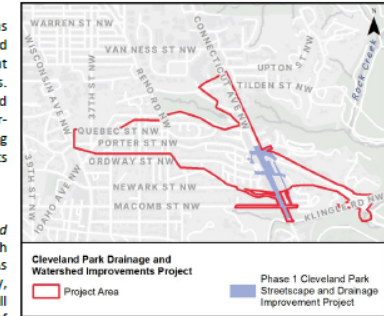 WARREN ST NW
VAN NESS ST NW
UPTON ST NW
TILDEN ST NW
CONNECTICUT AVE NW
Rock Creek
WISCONSIN AVE NW
37TH ST NW
RENO RD NW
QUEBEC ST NW
PORTER ST NW
ORDWAY ST NW
39TH ST NW
IDAHO AVE NW
NEWARK ST NW
MACOMB ST NW
KLINGLE RD NW
N
Cleveland Park Drainage and
Watershed Improvements Project
Project Area
Phase 1 Cleveland Park
Streetscape and Drainage
Improvement Project